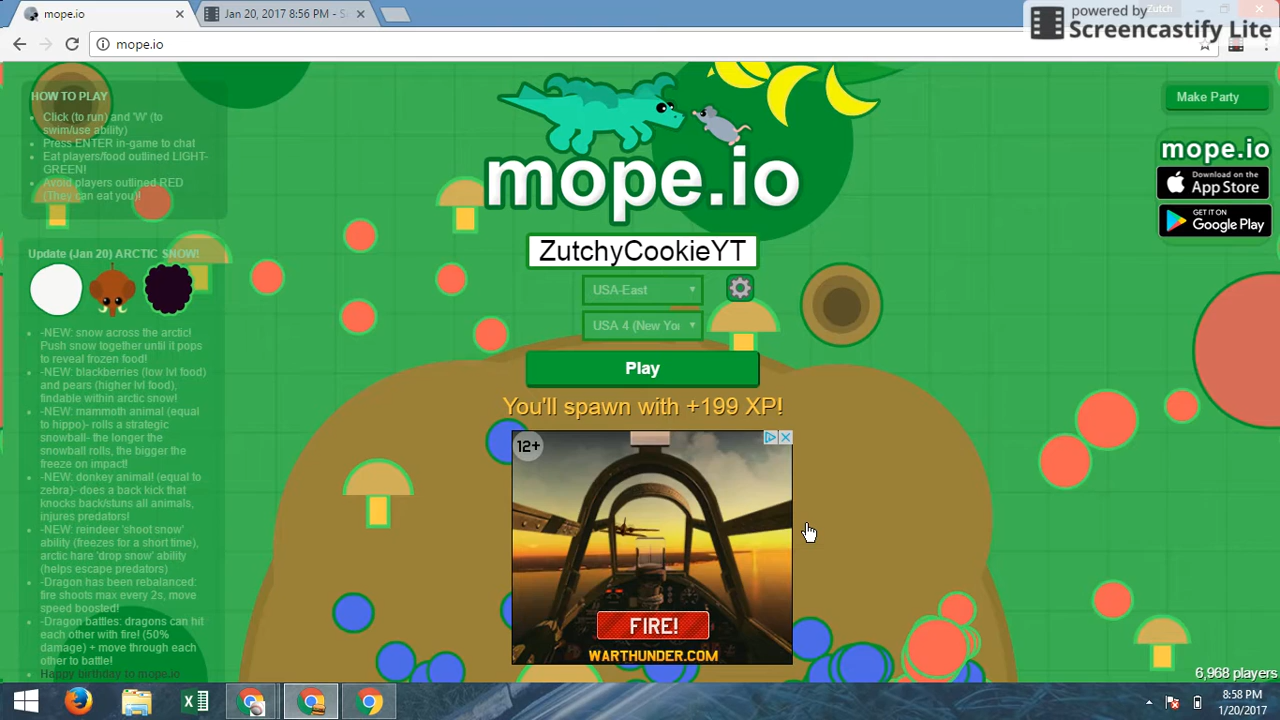 mope.io
Jan 20, 2017 8:56 PM - S
Zutch
powered by
Screencastify Lite
mope.io
HOW TO PLAY
Click (to run) and 'W' (to
swim/use ability)
Press ENTER in-game to chat
Eat players/food outlined LIGHT-
GREEN!
Avoid players outlined RED
(They can eat you)!
Update (Jan 20) ARCTIC SNOW!
-NEW: snow across the arctic!
Push snow together until it pops
to reveal frozen food!
-NEW: blackberries (low lvl food)
and pears (higher lvl food),
findable within arctic snow!
-NEW: mammoth animal (equal
to hippo)- rolls a strategic
snowball- the longer the
snowball rolls, the bigger the
freeze on impact!
-NEW: donkey animal! (equal to
zebra)- does a back kick that
knocks back/stuns all animals,
injures predators!
-NEW: reindeer 'shoot snow'
ability (freezes for a short time),
arctic hare 'drop snow' ability
(helps escape predators)
-Dragon has been rebalanced:
fire shoots max every 2s, move
speed boosted!
-Dragon battles: dragons can hit
each other with fire! (50%
damage) + move through each
other to battle!
Happy birthday to mope.io
mope.io
ZutchyCookieYT
USA-East
USA 4 (New Yor
Play
You'll spawn with +199 XP!
12+
FIRE!
WARTHUNDER.COM
Make Party
mope.io
Download on the
App Store
GET IT ON
Google Play
6,968 players
8:58 PM
1/20/2017